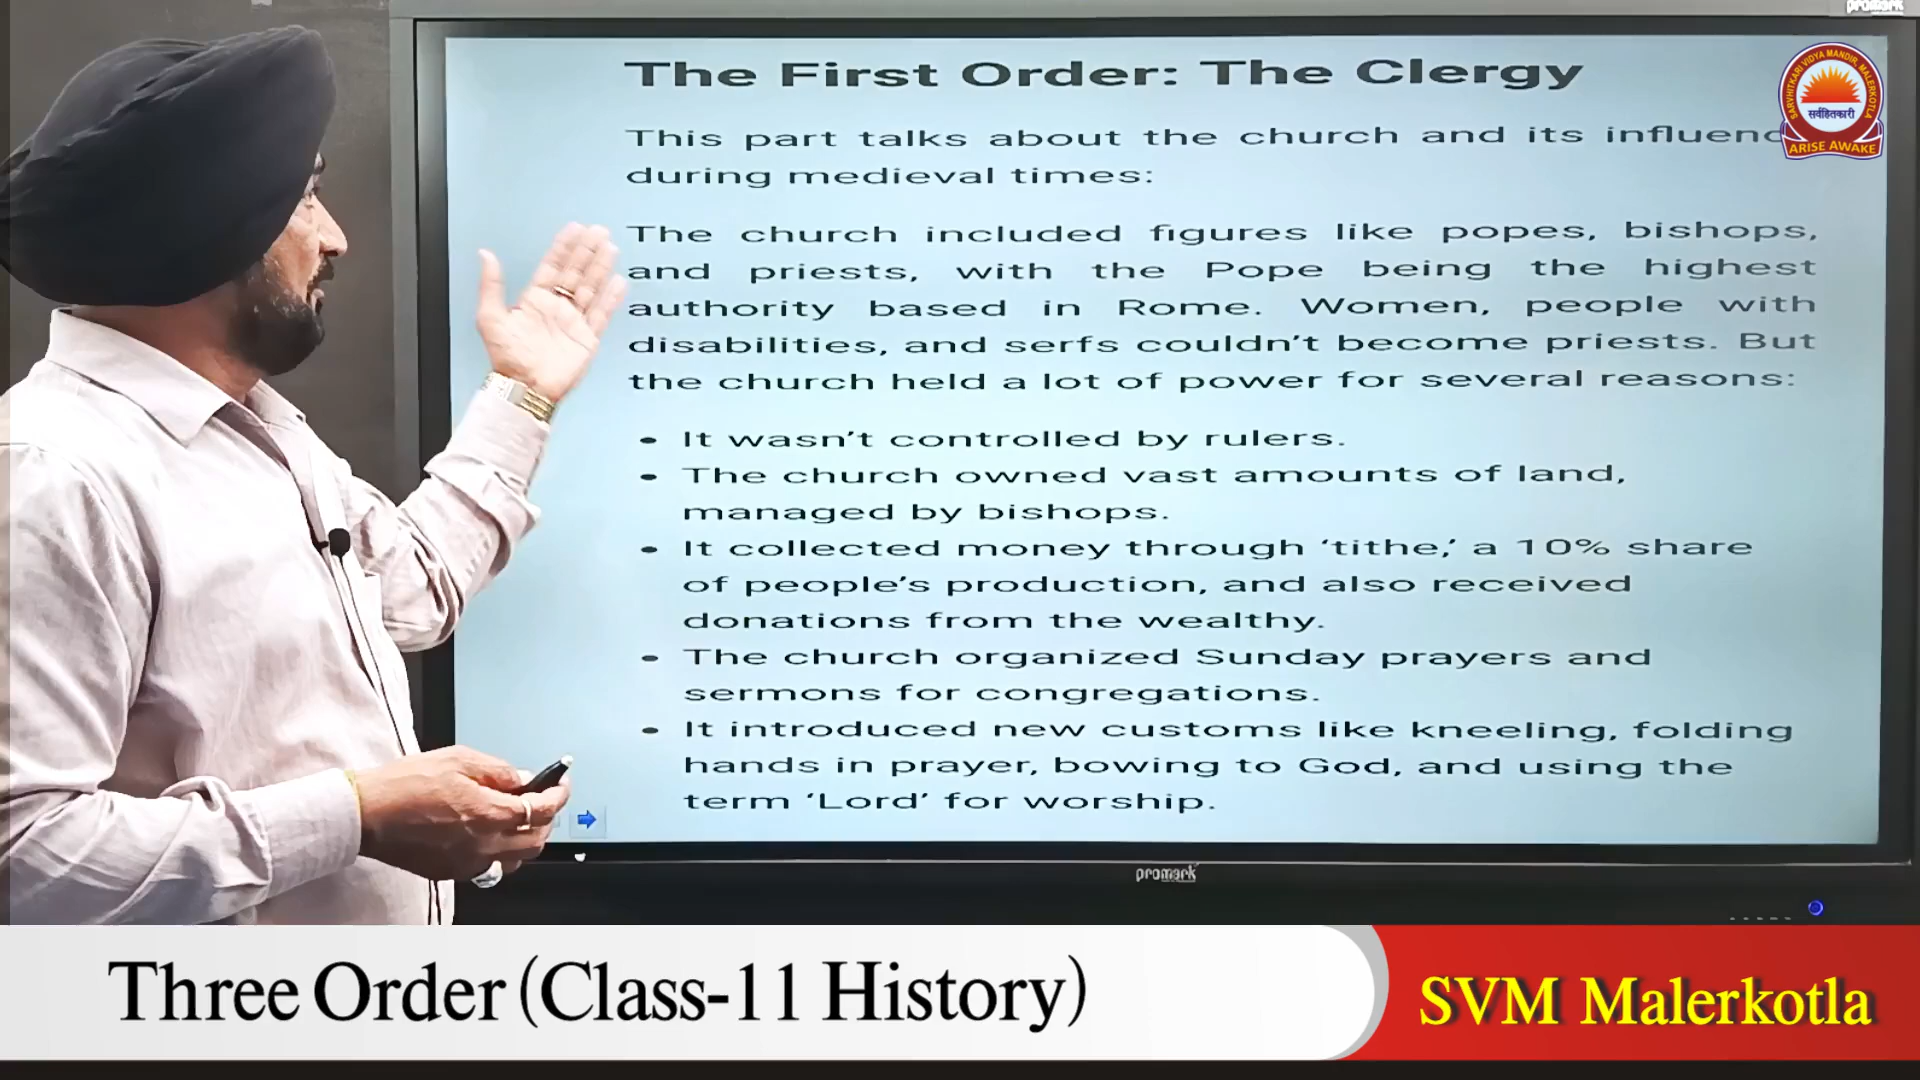 promark
The First Order: The Clergy
SARVHITKARI VIDYA MANDIR, MALERKOTLA
सर्वहितकारी
ARISE AWAKE
This part talks about the church and its
during medieval times:
The church included figures like popes, bishops,
and priests, with the Pope being the highest
authority based in Rome. Women, people with
disabilities, and serfs couldn't become priests. But
the church held a lot of power for several reasons:
• It wasn't controlled by rulers.
• The church owned vast amounts of land,
managed by bishops.
• It collected money through 'tithe,' a 10% share
of people's production, and also received
donations from the wealthy.
• The church organized Sunday prayers and
sermons for congregations.
• It introduced new customs like kneeling, folding
hands in prayer, bowing to God, and using the
term 'Lord' for worship.
promark
Three Order (Class-11 History)
SVM Malerkotla